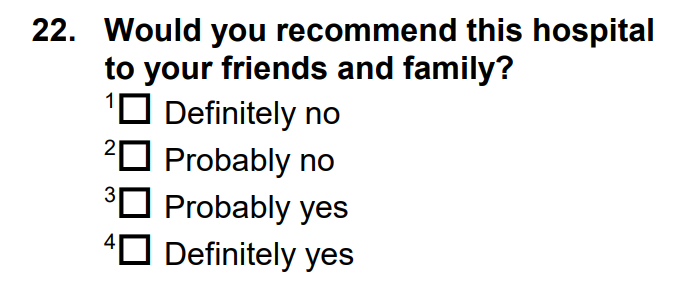 22. Would you recommend this hospital
to your friends and family?
1☐ Definitely no
2☐ Probably no
3☐ Probably yes
4☐ Definitely yes